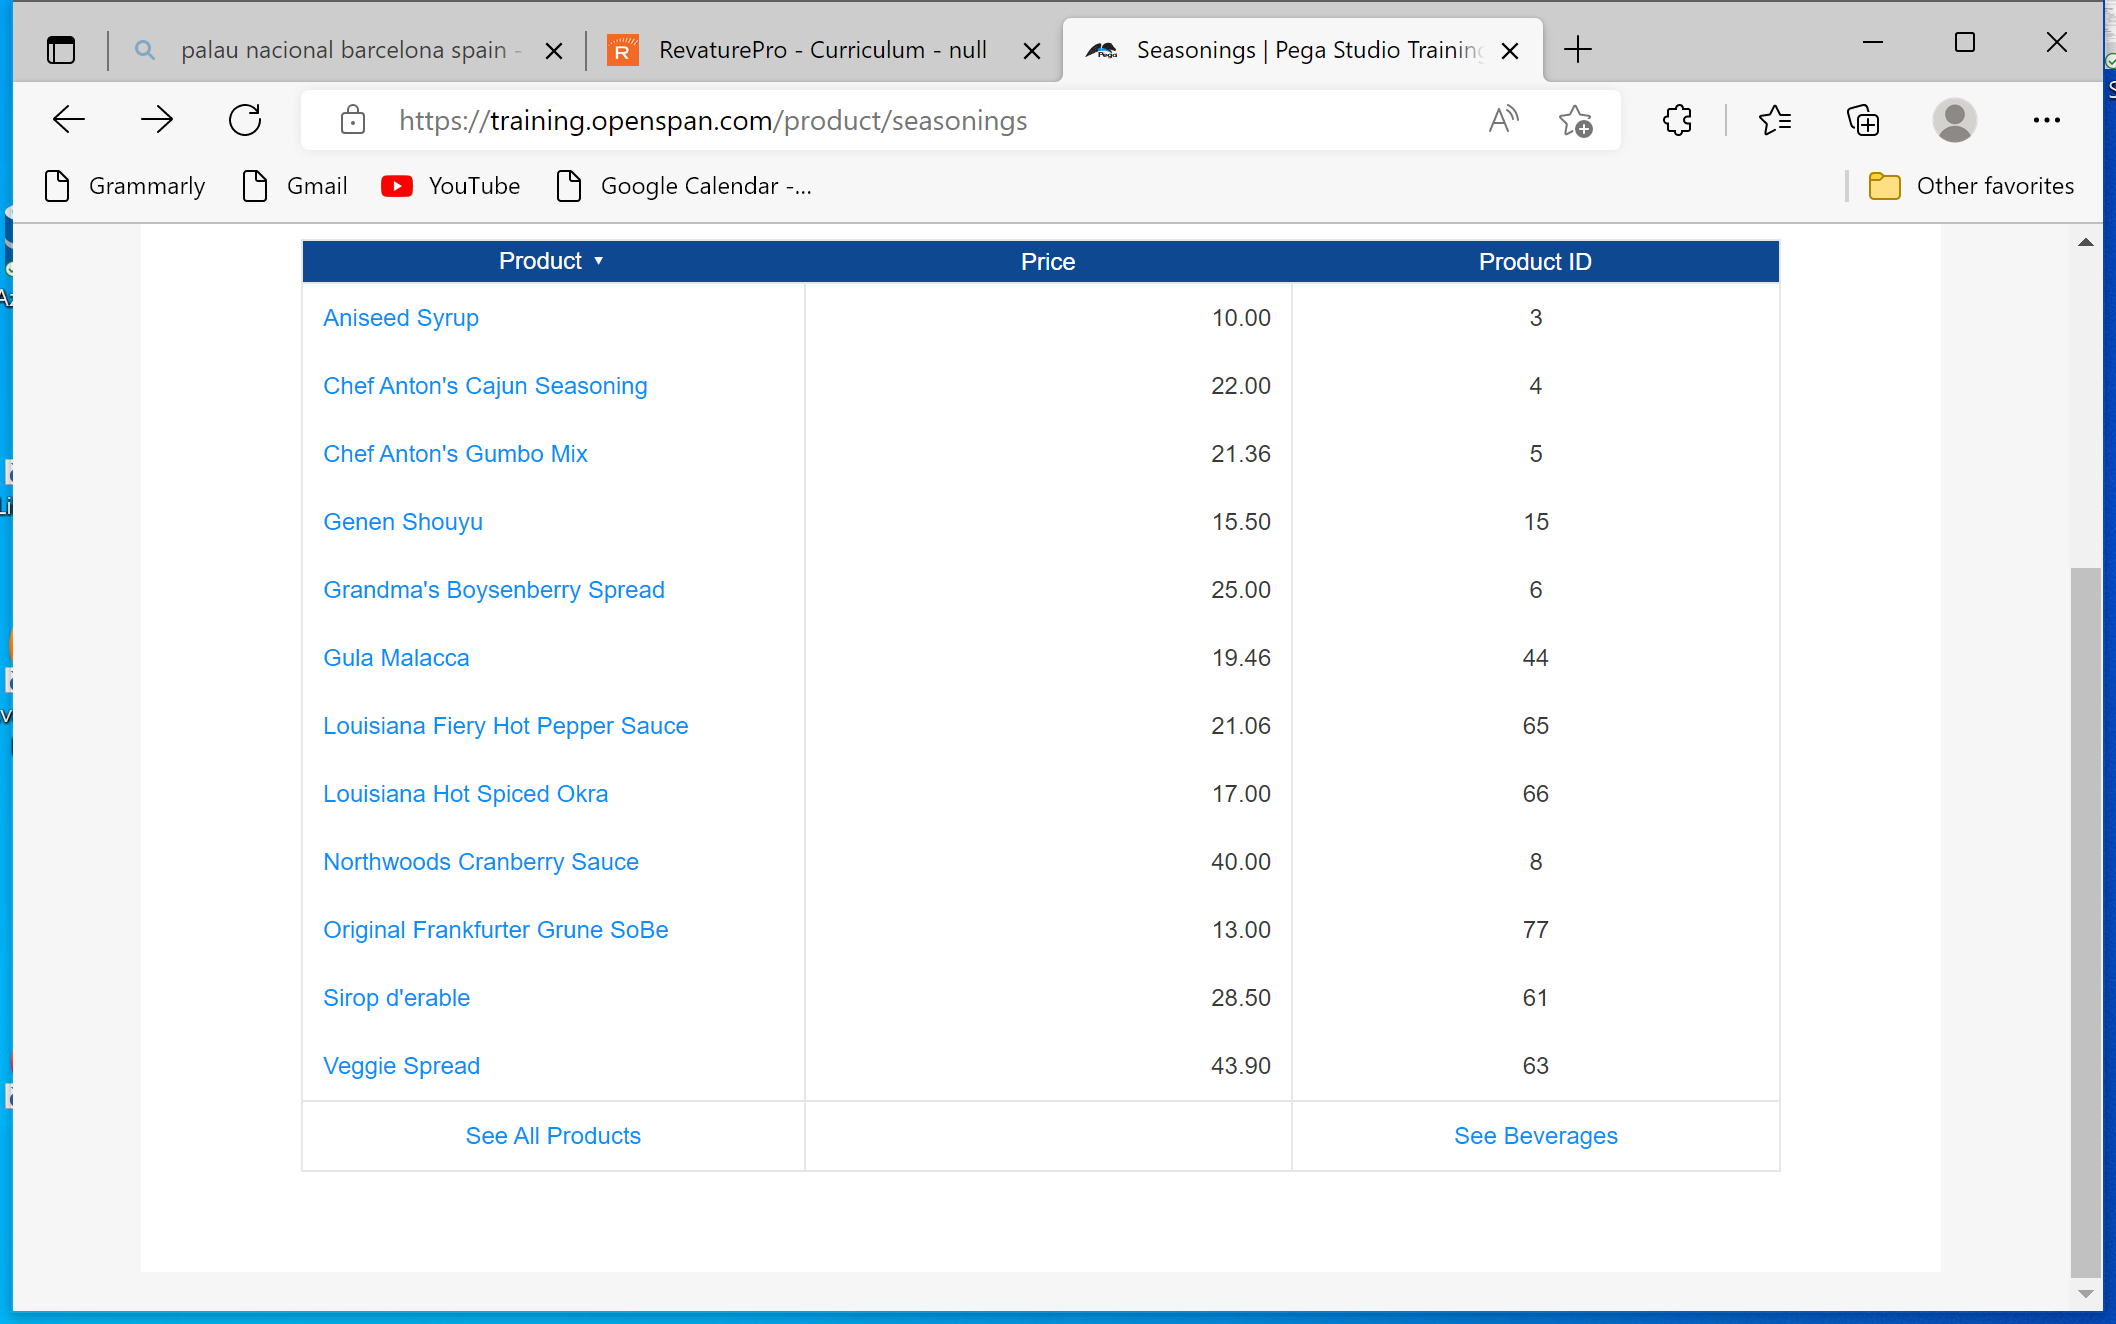 palau nacional barcelona spain -
RevaturePro - Curriculum - null
Seasonings | Pega Studio Training
https://training.openspan.com/product/seasonings
Grammarly Gmail YouTube Google Calendar -... Other favorites
Product ▼ Price Product ID
Aniseed Syrup 10.00 3
Chef Anton's Cajun Seasoning 22.00 4
Chef Anton's Gumbo Mix 21.36 5
Genen Shouyu 15.50 15
Grandma's Boysenberry Spread 25.00 6
Gula Malacca 19.46 44
Louisiana Fiery Hot Pepper Sauce 21.06 65
Louisiana Hot Spiced Okra 17.00 66
Northwoods Cranberry Sauce 40.00 8
Original Frankfurter Grune SoBe 13.00 77
Sirop d'erable 28.50 61
Veggie Spread 43.90 63
See All Products See Beverages